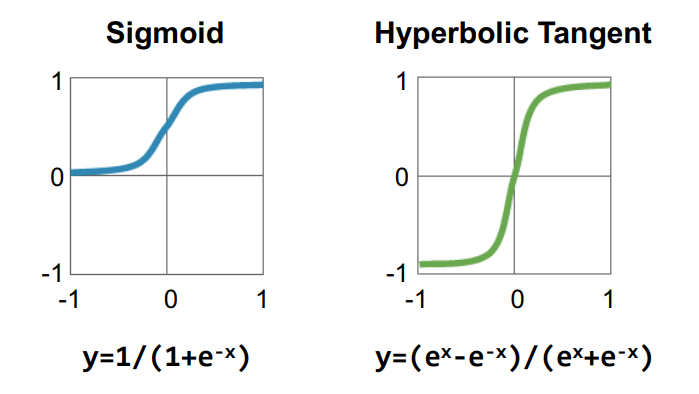 Sigmoid
1
0
-1
-1 0 1
y=1/(1+e⁻ˣ)
Hyperbolic Tangent
1
0
-1
-1 0 1
y=(eˣ-e⁻ˣ)/(eˣ+e⁻ˣ)